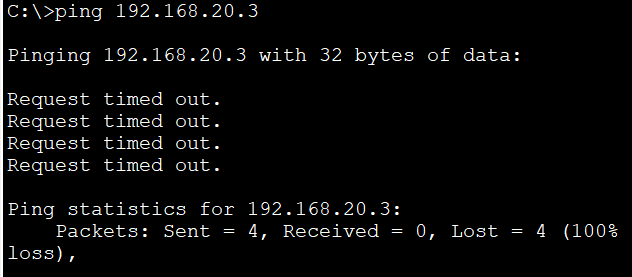 C:\>ping 192.168.20.3
Pinging 192.168.20.3 with 32 bytes of data:
Request timed out.
Request timed out.
Request timed out.
Request timed out.
Ping statistics for 192.168.20.3:
    Packets: Sent = 4, Received = 0, Lost = 4 (100%
loss),